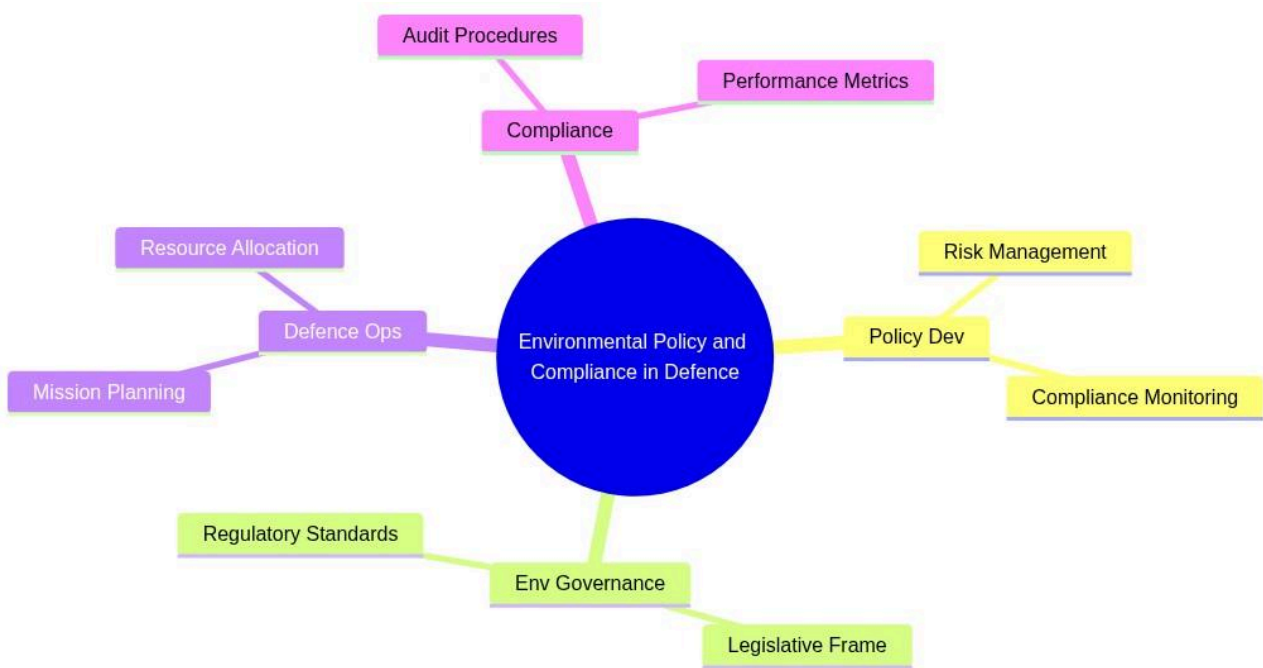 Audit Procedures
Performance Metrics
Compliance
Resource Allocation
Risk Management
Defence Ops
Policy Dev
Environmental Policy and
Compliance in Defence
Mission Planning
Compliance Monitoring
Regulatory Standards
Env Governance
Legislative Frame